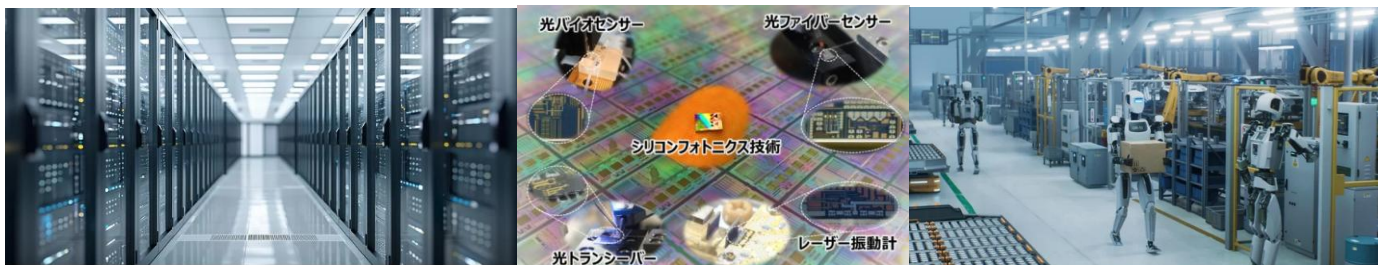 光バイオセンサー
光ファイバーセンサー
シリコンフォトニクス技術
レーザー振動計
光トランシーバー